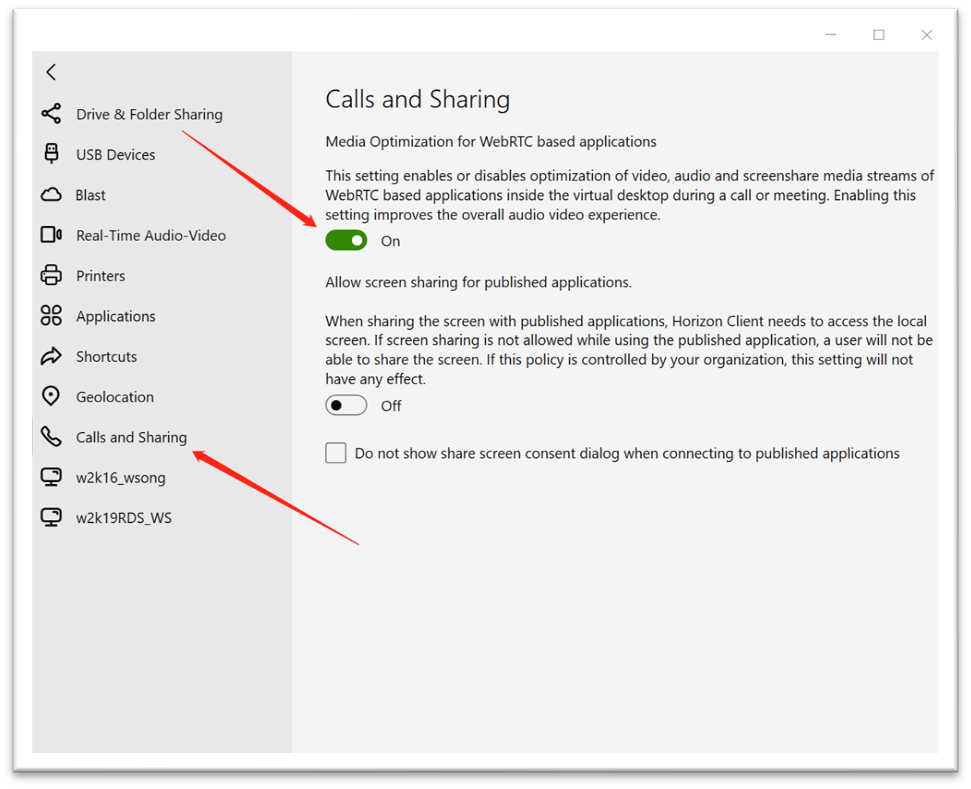 Drive & Folder Sharing
USB Devices
Blast
Real-Time Audio-Video
Printers
Applications
Shortcuts
Geolocation
Calls and Sharing
w2k16_wsong
w2k19RDS_WS
Calls and Sharing
Media Optimization for WebRTC based applications
This setting enables or disables optimization of video, audio and screenshare media streams of
WebRTC based applications inside the virtual desktop during a call or meeting. Enabling this
setting improves the overall audio video experience.
On
Allow screen sharing for published applications.
When sharing the screen with published applications, Horizon Client needs to access the local
screen. If screen sharing is not allowed while using the published application, a user will not be
able to share the screen. If this policy is controlled by your organization, this setting will not
have any effect.
Off
Do not show share screen consent dialog when connecting to published applications